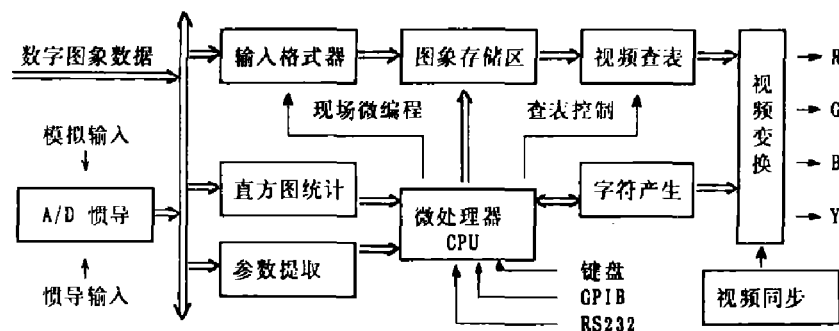 数字图象数据
输入格式器
图象存储区
视频查表
R
现场微编程
查表控制
G
模拟输入
视频变换
B
A/D 惯导
直方图统计
微处理器
CPU
字符产生
Y
惯导输入
参数提取
键盘
GPIB
RS232
视频同步